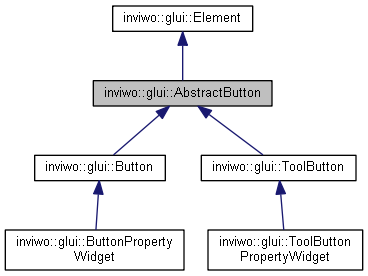 inviwo::glui::Element
inviwo::glui::AbstractButton
inviwo::glui::Button
inviwo::glui::ToolButton
inviwo::glui::ButtonProperty
Widget
inviwo::glui::ToolButton
PropertyWidget